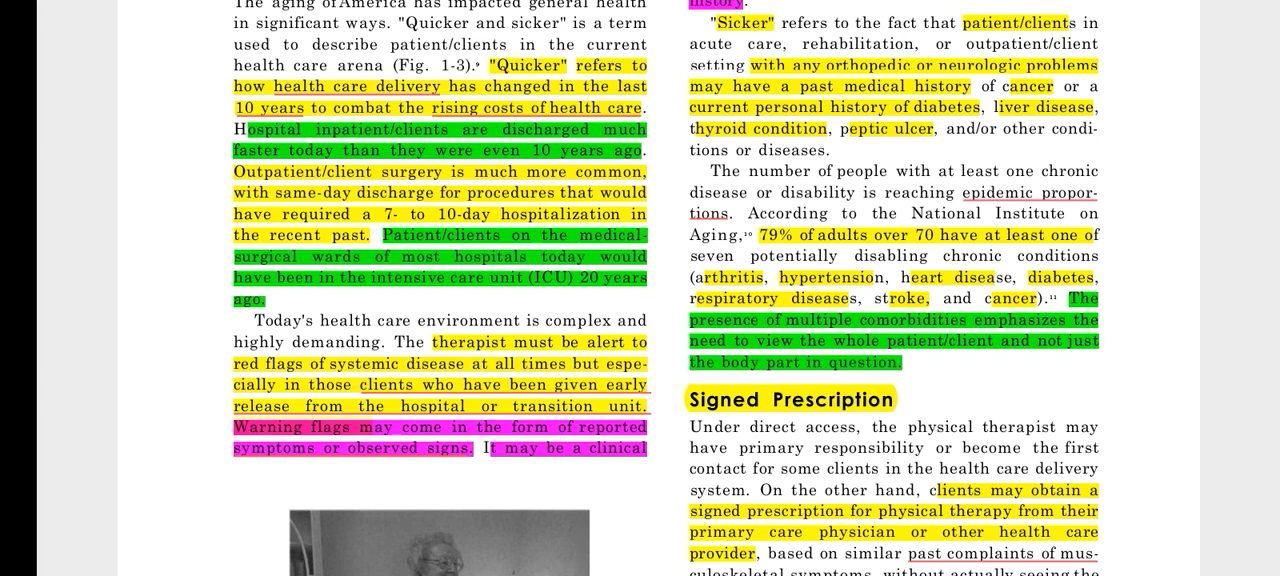 The aging of America has impacted general health
in significant ways. "Quicker and sicker" is a term
used to describe patient/clients in the current
health care arena (Fig. 1-3).⁹ "Quicker" refers to
how health care delivery has changed in the last
10 years to combat the rising costs of health care.
Hospital inpatient/clients are discharged much
faster today than they were even 10 years ago.
Outpatient/client surgery is much more common,
with same-day discharge for procedures that would
have required a 7- to 10-day hospitalization in
the recent past. Patient/clients on the medical-
surgical wards of most hospitals today would
have been in the intensive care unit (ICU) 20 years
ago.
Today's health care environment is complex and
highly demanding. The therapist must be alert to
red flags of systemic disease at all times but espe-
cially in those clients who have been given early
release from the hospital or transition unit.
Warning flags may come in the form of reported
symptoms or observed signs. It may be a clinical
history.
"Sicker" refers to the fact that patient/clients in
acute care, rehabilitation, or outpatient/client
setting with any orthopedic or neurologic problems
may have a past medical history of cancer or a
current personal history of diabetes, liver disease,
thyroid condition, peptic ulcer, and/or other condi-
tions or diseases.
The number of people with at least one chronic
disease or disability is reaching epidemic propor-
tions. According to the National Institute on
Aging,¹⁰ 79% of adults over 70 have at least one of
seven potentially disabling chronic conditions
(arthritis, hypertension, heart disease, diabetes,
respiratory diseases, stroke, and cancer).¹¹ The
presence of multiple comorbidities emphasizes the
need to view the whole patient/client and not just
the body part in question.
Signed Prescription
Under direct access, the physical therapist may
have primary responsibility or become the first
contact for some clients in the health care delivery
system. On the other hand, clients may obtain a
signed prescription for physical therapy from their
primary care physician or other health care
provider, based on similar past complaints of mus-
culoskeletal symptoms, without actually seeing the